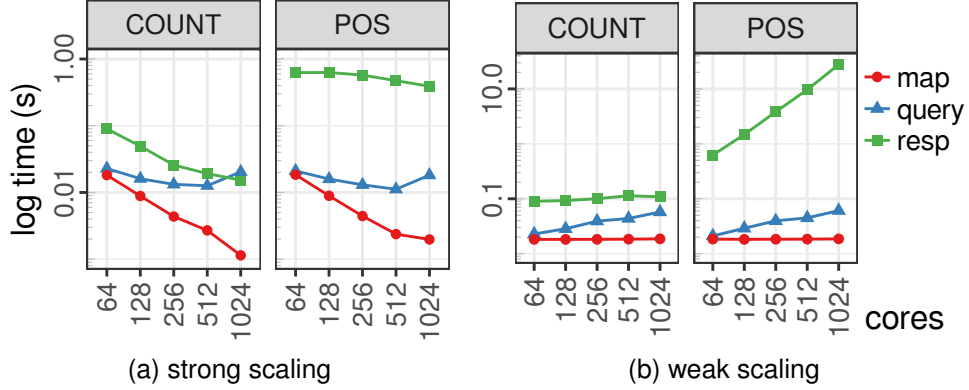 COUNT POS
COUNT POS
log time (s)
1.00
0.01
10.0
0.1
map
query
resp
64 128 256 512 1024
64 128 256 512 1024
64 128 256 512 1024
64 128 256 512 1024
cores
(a) strong scaling
(b) weak scaling